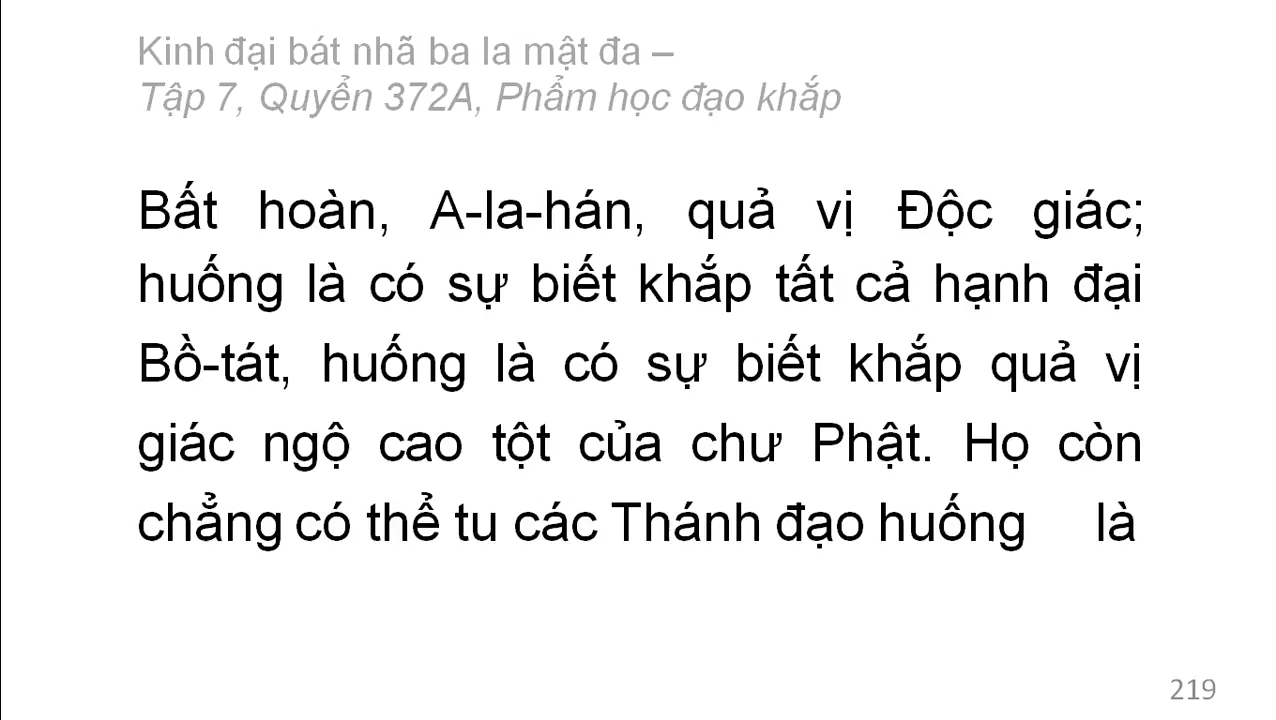 Kinh đại bát nhã ba la mật đa –
Tập 7, Quyển 372A, Phẩm học đạo khắp
Bất hoàn, A-la-hán, quả vị Độc giác;
huống là có sự biết khắp tất cả hạnh đại
Bồ-tát, huống là có sự biết khắp quả vị
giác ngộ cao tột của chư Phật. Họ còn
chẳng có thể tu các Thánh đạo huống là
219